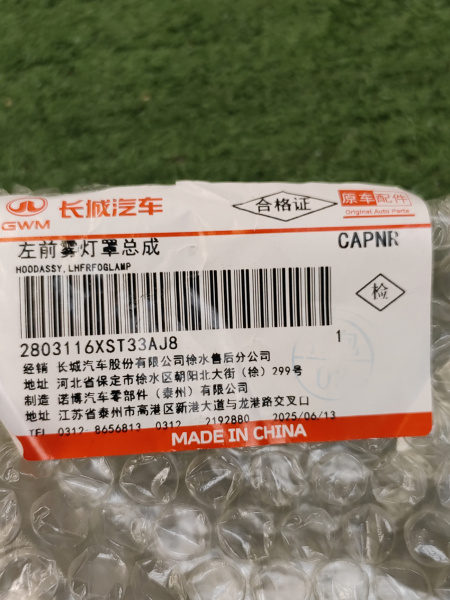 GWM 长城汽车
合格证
原车配件
Original Auto Parts
左前雾灯罩总成
CAPNR
HOODASSY,LHFRFOGLAMP
检
2803116XST33AJ8
1
经销 长城汽车股份有限公司徐水售后分公司
地址 河北省保定市徐水区朝阳北大街（徐）299号
制造 诺博汽车零部件（泰州）有限公司
地址 江苏省泰州市高港区新港大道与龙港路交叉口
TEL 0312- 8656813 0312 2192880 2025/06/13
MADE IN CHINA